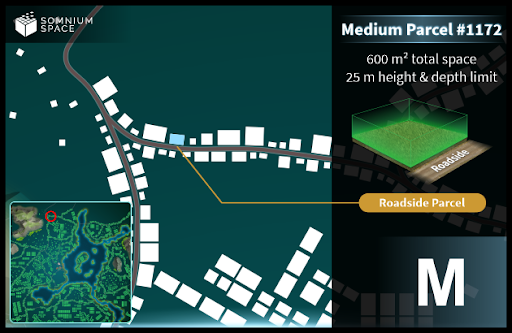 SOMNIUM
SPACE
Medium Parcel #1172
600 m² total space
25 m height & depth limit
Roadside
Roadside Parcel
M